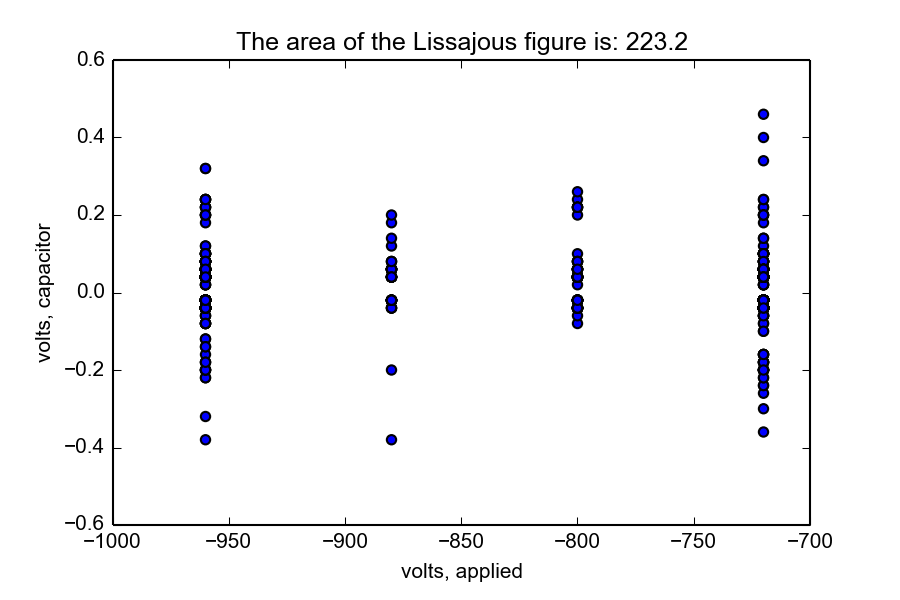 The area of the Lissajous figure is: 223.2
0.6
0.4
0.2
0.0
−0.2
−0.4
−0.6
volts, capacitor
−1000 −950 −900 −850 −800 −750 −700
volts, applied